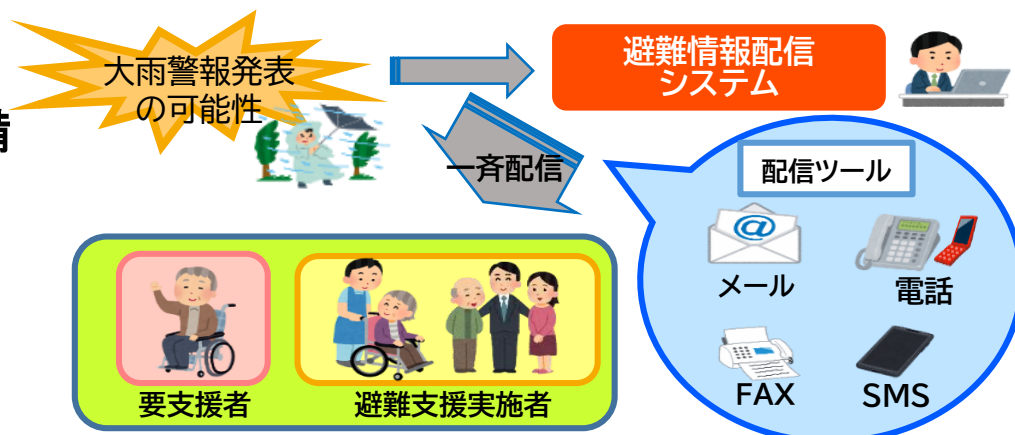 大雨警報発表
の可能性
避難情報配信
システム
備
一斉配信
配信ツール
メール
電話
FAX
SMS
要支援者
避難支援実施者